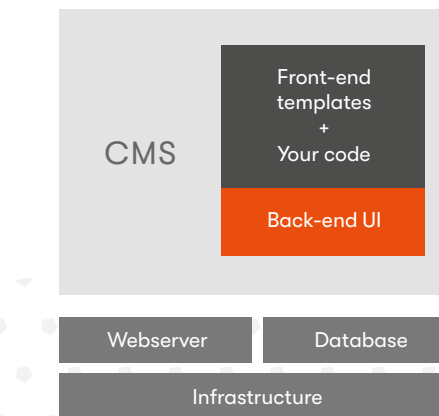 CMS
Front-end
templates
+
Your code
Back-end UI
Webserver
Database
Infrastructure